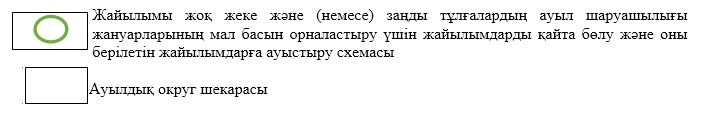 Жайылымы жоқ жеке және (немесе) заңды тұлғалардың ауыл шаруашылығы
жануарларының мал басын орналастыру үшін жайылымдарды қайта бөлу және оны
берілетін жайылымдарға ауыстыру схемасы
Ауылдық округ шекарасы